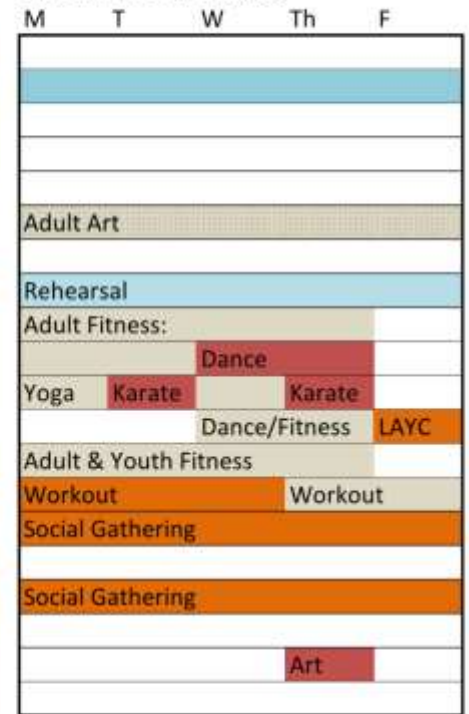 M T W Th F
Adult Art
Rehearsal
Adult Fitness:
Dance
Yoga Karate Karate
Dance/Fitness LAYC
Adult & Youth Fitness
Workout Workout
Social Gathering
Social Gathering
Art